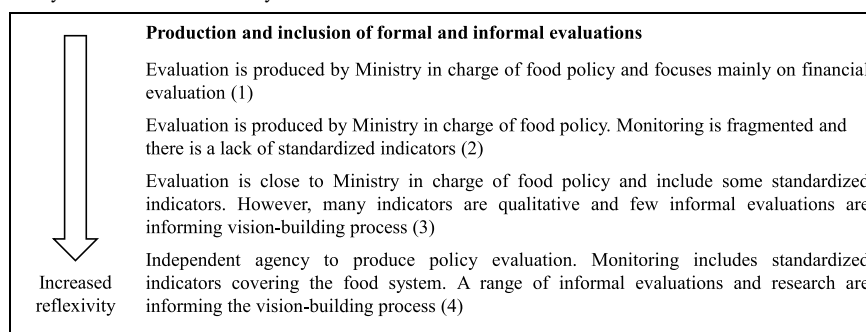 Production and inclusion of formal and informal evaluations
Evaluation is produced by Ministry in charge of food policy and focuses mainly on financial
evaluation (1)
Evaluation is produced by Ministry in charge of food policy. Monitoring is fragmented and
there is a lack of standardized indicators (2)
Evaluation is close to Ministry in charge of food policy and include some standardized
indicators. However, many indicators are qualitative and few informal evaluations are
informing vision-building process (3)
Independent agency to produce policy evaluation. Monitoring includes standardized
indicators covering the food system. A range of informal evaluations and research are
informing the vision-building process (4)
Increased
reflexivity